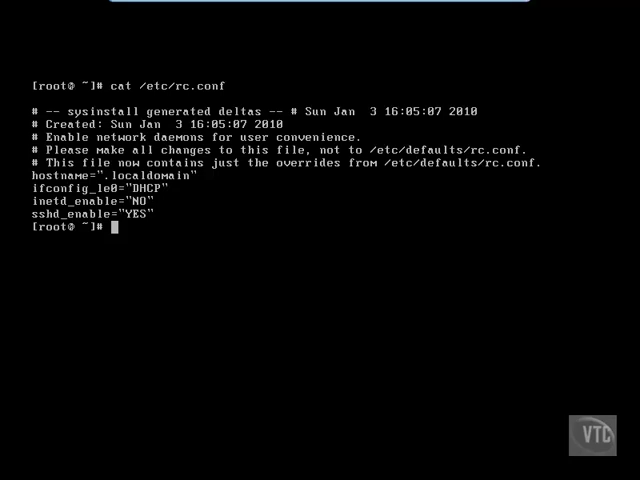 [root@ ~]# cat /etc/rc.conf
# -- sysinstall generated deltas -- # Sun Jan  3 16:05:07 2010
# Created: Sun Jan  3 16:05:07 2010
# Enable network daemons for user convenience.
# Please make all changes to this file, not to /etc/defaults/rc.conf.
# This file now contains just the overrides from /etc/defaults/rc.conf.
hostname=".localdomain"
ifconfig_le0="DHCP"
inetd_enable="NO"
sshd_enable="YES"
[root@ ~]#
VTC